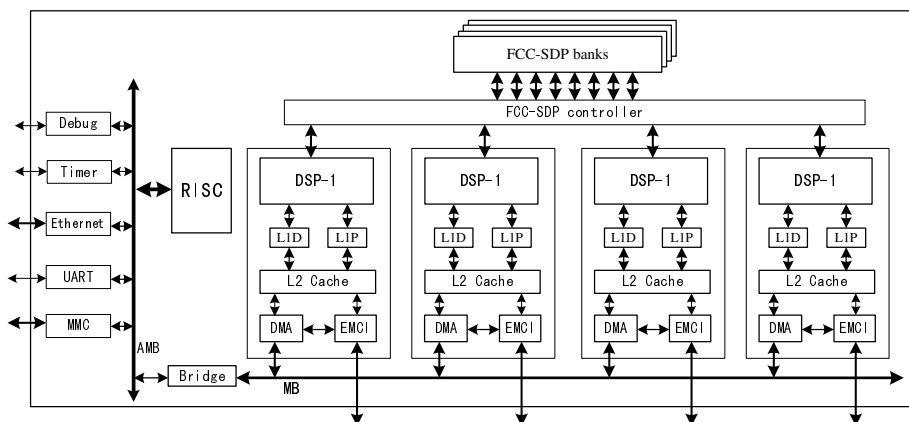 FCC-SDP banks
FCC-SDP controller
Debug
Timer
Ethernet
UART
MMC
RISC
AMB
Bridge
MB
DSP-1
L1D
L1P
L2 Cache
DMA
EMCI
DSP-1
L1D
L1P
L2 Cache
DMA
EMCI
DSP-1
L1D
L1P
L2 Cache
DMA
EMCI
DSP-1
L1D
L1P
L2 Cache
DMA
EMCI